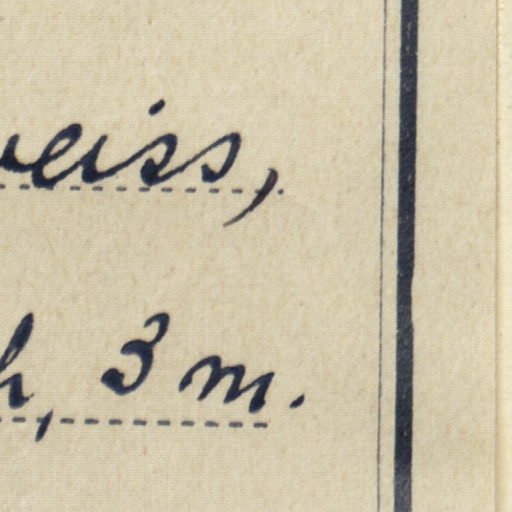 weiss,
h, 3 m.